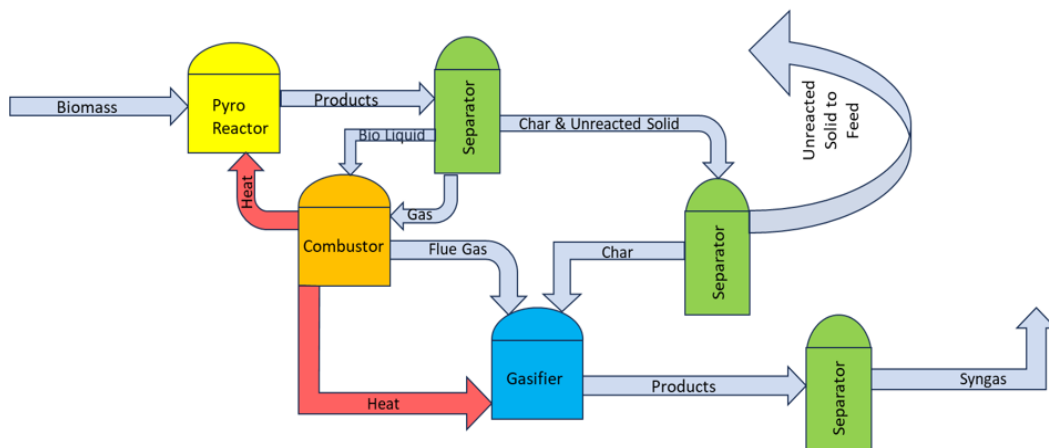 Biomass
Pyro
Reactor
Products
Separator
Char & Unreacted Solid
Unreacted
Solid to
Feed
Bio Liquid
Heat
Gas
Combustor
Flue Gas
Char
Separator
Heat
Gasifier
Products
Separator
Syngas